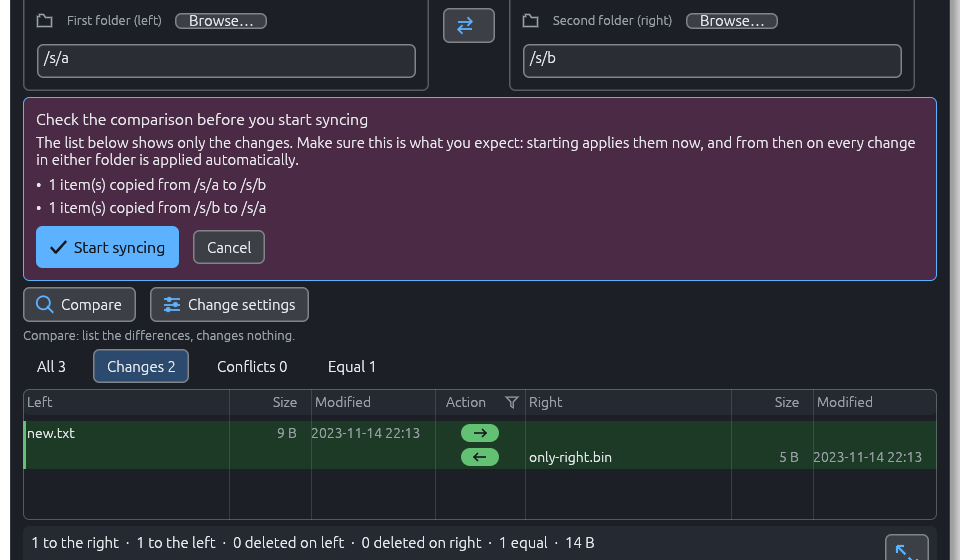 First folder (left) Browse... Second folder (right) Browse...
/s/a /s/b
Check the comparison before you start syncing
The list below shows only the changes. Make sure this is what you expect: starting applies them now, and from then on every change
in either folder is applied automatically.
• 1 item(s) copied from /s/a to /s/b
• 1 item(s) copied from /s/b to /s/a
Start syncing Cancel
Compare Change settings
Compare: list the differences, changes nothing.
All 3 Changes 2 Conflicts 0 Equal 1
Left Size Modified Action Right Size Modified
new.txt 9 B 2023-11-14 22:13 →
← only-right.bin 5 B 2023-11-14 22:13
1 to the right · 1 to the left · 0 deleted on left · 0 deleted on right · 1 equal · 14 B